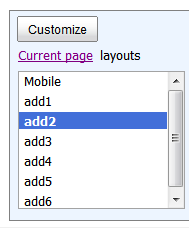 Customize
Current page layouts
Mobile
add1
add2
add3
add4
add5
add6